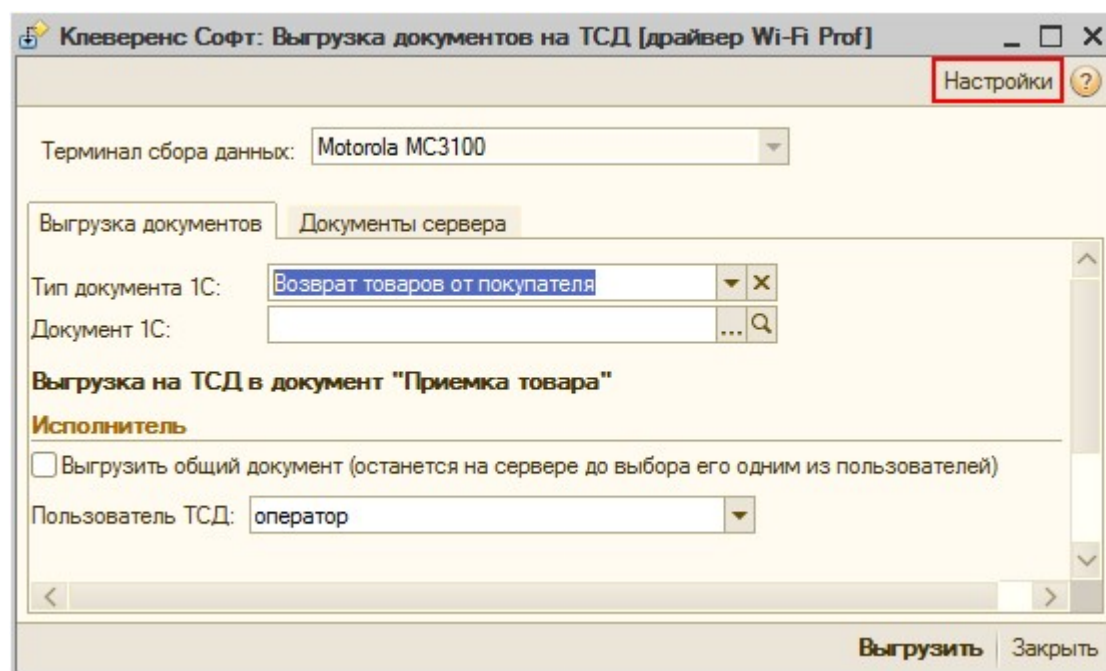 Клеверенс Софт: Выгрузка документов на ТСД [драйвер Wi-Fi Prof]
Настройки ?
Терминал сбора данных: Motorola MC3100
Выгрузка документов Документы сервера
Тип документа 1С: Возврат товаров от покупателя
Документ 1С: ...
Выгрузка на ТСД в документ "Приемка товара"
Исполнитель
Выгрузить общий документ (останется на сервере до выбора его одним из пользователей)
Пользователь ТСД: оператор
Выгрузить Закрыть